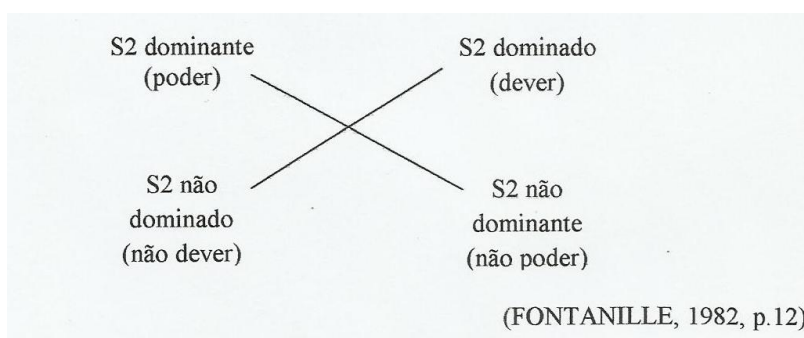 S2 dominante
(poder)
S2 dominado
(dever)
S2 não
dominado
(não dever)
S2 não
dominante
(não poder)
(FONTANILLE, 1982, p.12)